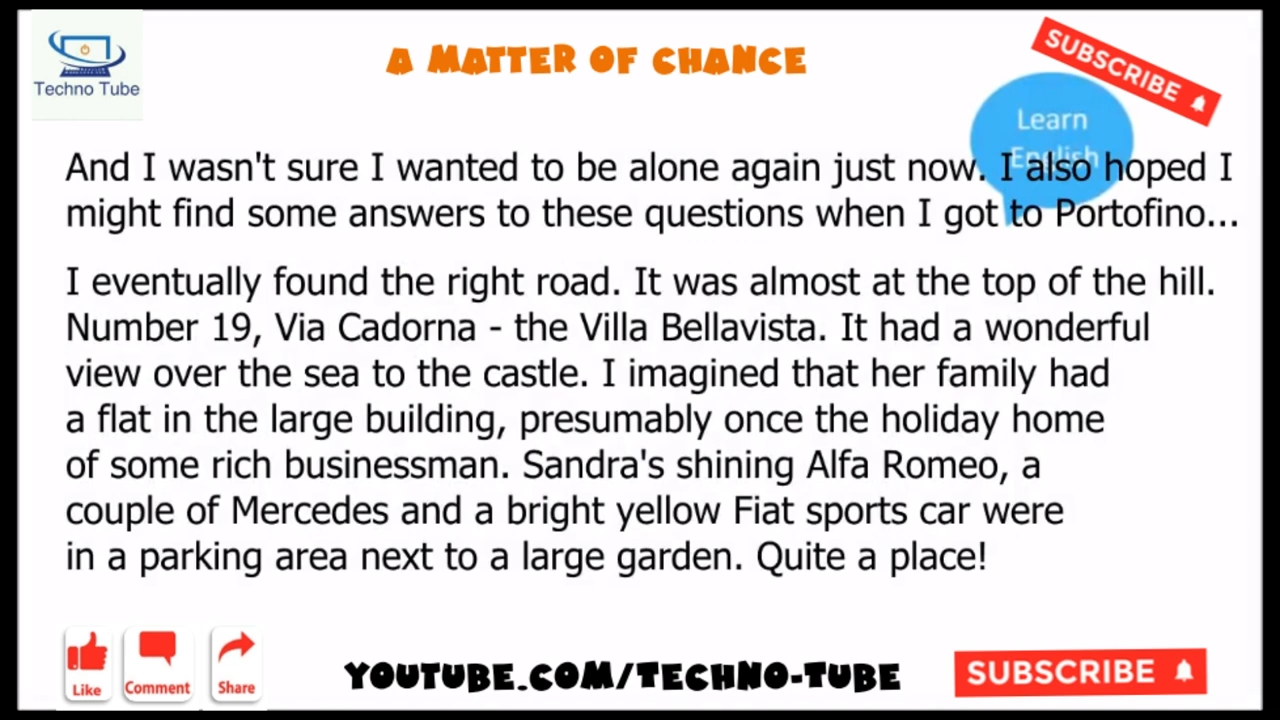 Techno Tube
A MATTER OF CHANCE
SUBSCRIBE
Learn
English
And I wasn't sure I wanted to be alone again just now. I also hoped I
might find some answers to these questions when I got to Portofino...
I eventually found the right road. It was almost at the top of the hill.
Number 19, Via Cadorna - the Villa Bellavista. It had a wonderful
view over the sea to the castle. I imagined that her family had
a flat in the large building, presumably once the holiday home
of some rich businessman. Sandra's shining Alfa Romeo, a
couple of Mercedes and a bright yellow Fiat sports car were
in a parking area next to a large garden. Quite a place!
Like
Comment
Share
YOUTUBE.COM/TECHNO-TUBE
SUBSCRIBE